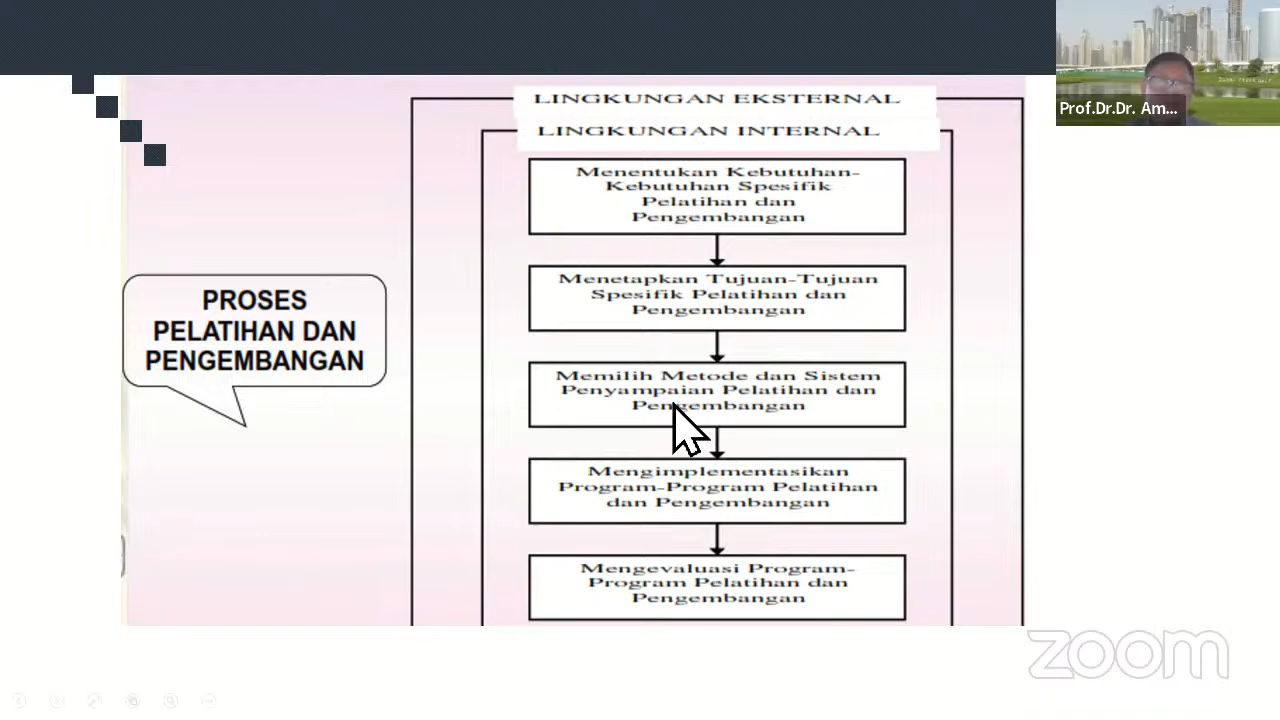 LINGKUNGAN EKSTERNAL
LINGKUNGAN INTERNAL
Menentukan Kebutuhan-
Kebutuhan Spesifik
Pelatihan dan
Pengembangan
Menetapkan Tujuan-Tujuan
Spesifik Pelatihan dan
Pengembangan
Memilih Metode dan Sistem
Penyampaian Pelatihan dan
Pengembangan
Mengimplementasikan
Program-Program Pelatihan
dan Pengembangan
Mengevaluasi Program-
Program Pelatihan dan
Pengembangan
PROSES
PELATIHAN DAN
PENGEMBANGAN
Prof.Dr.Dr. Am...
zoom